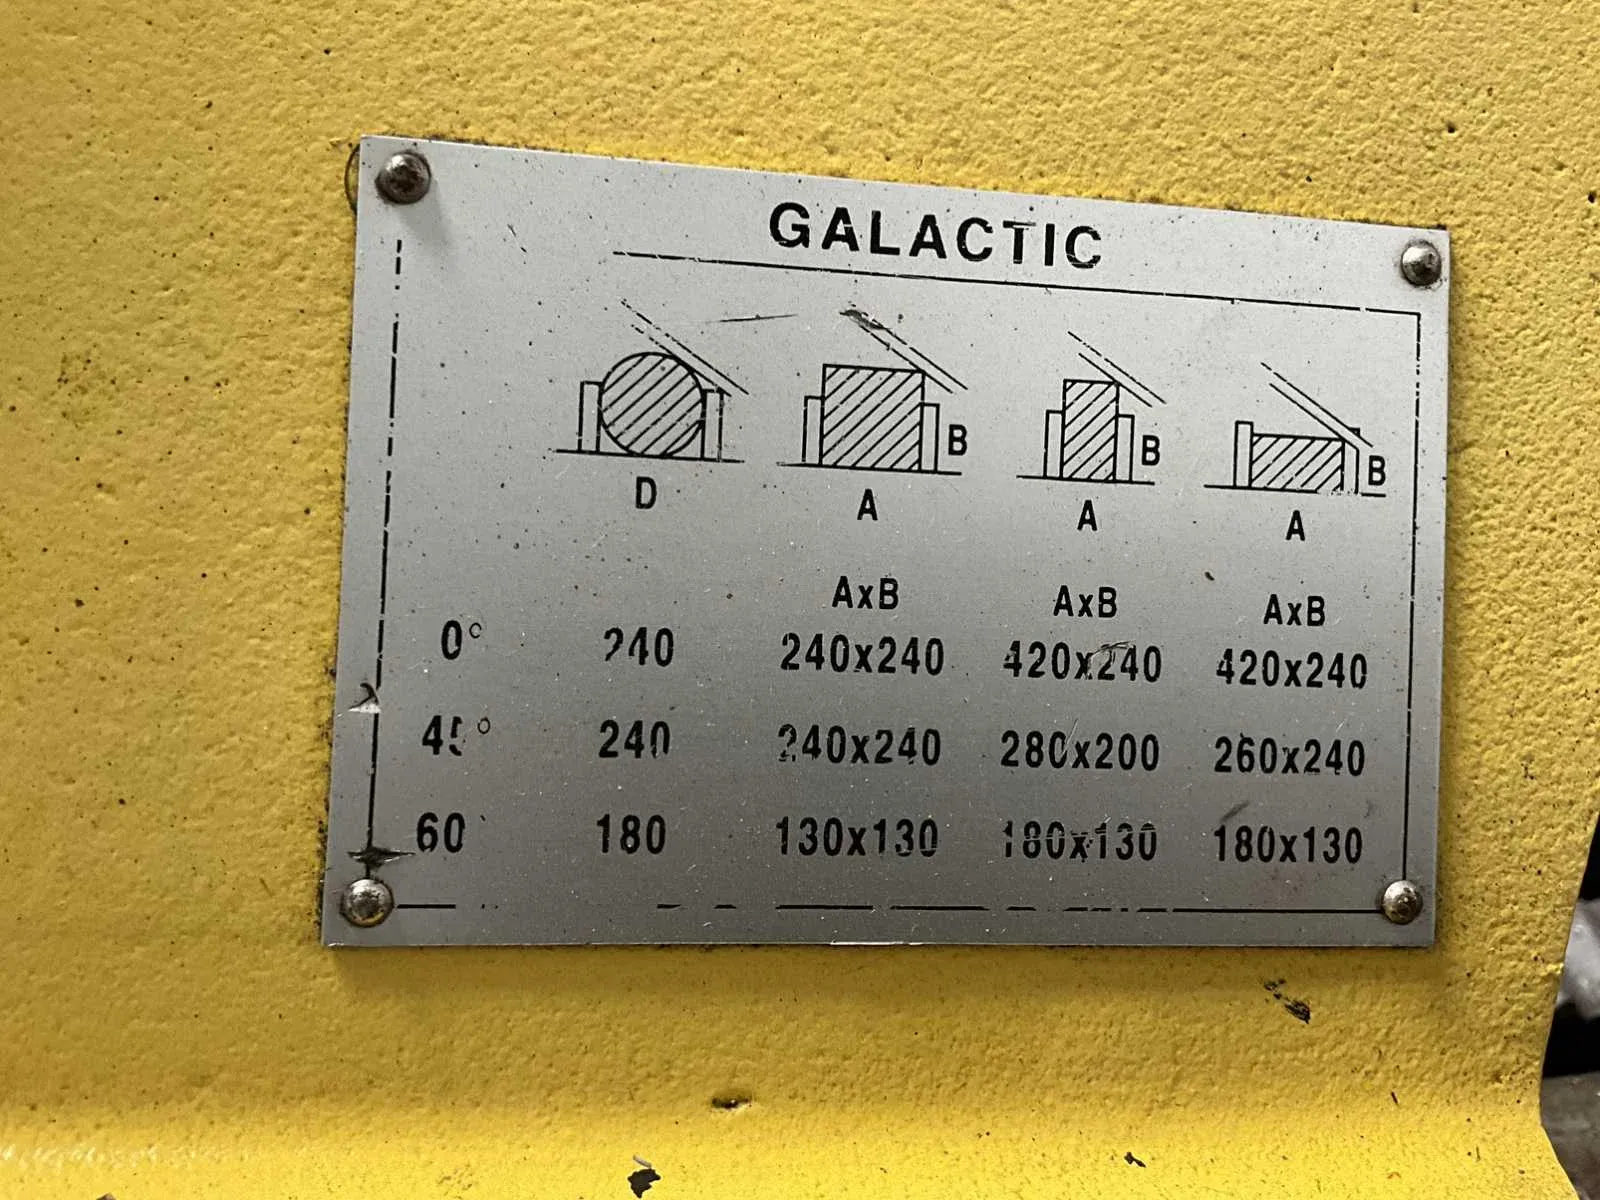 GALACTIC
B B B
D A A A
AxB AxB AxB
0° 240 240x240 420x240 420x240
45° 240 240x240 280x200 260x240
60 180 130x130 180x130 180x130